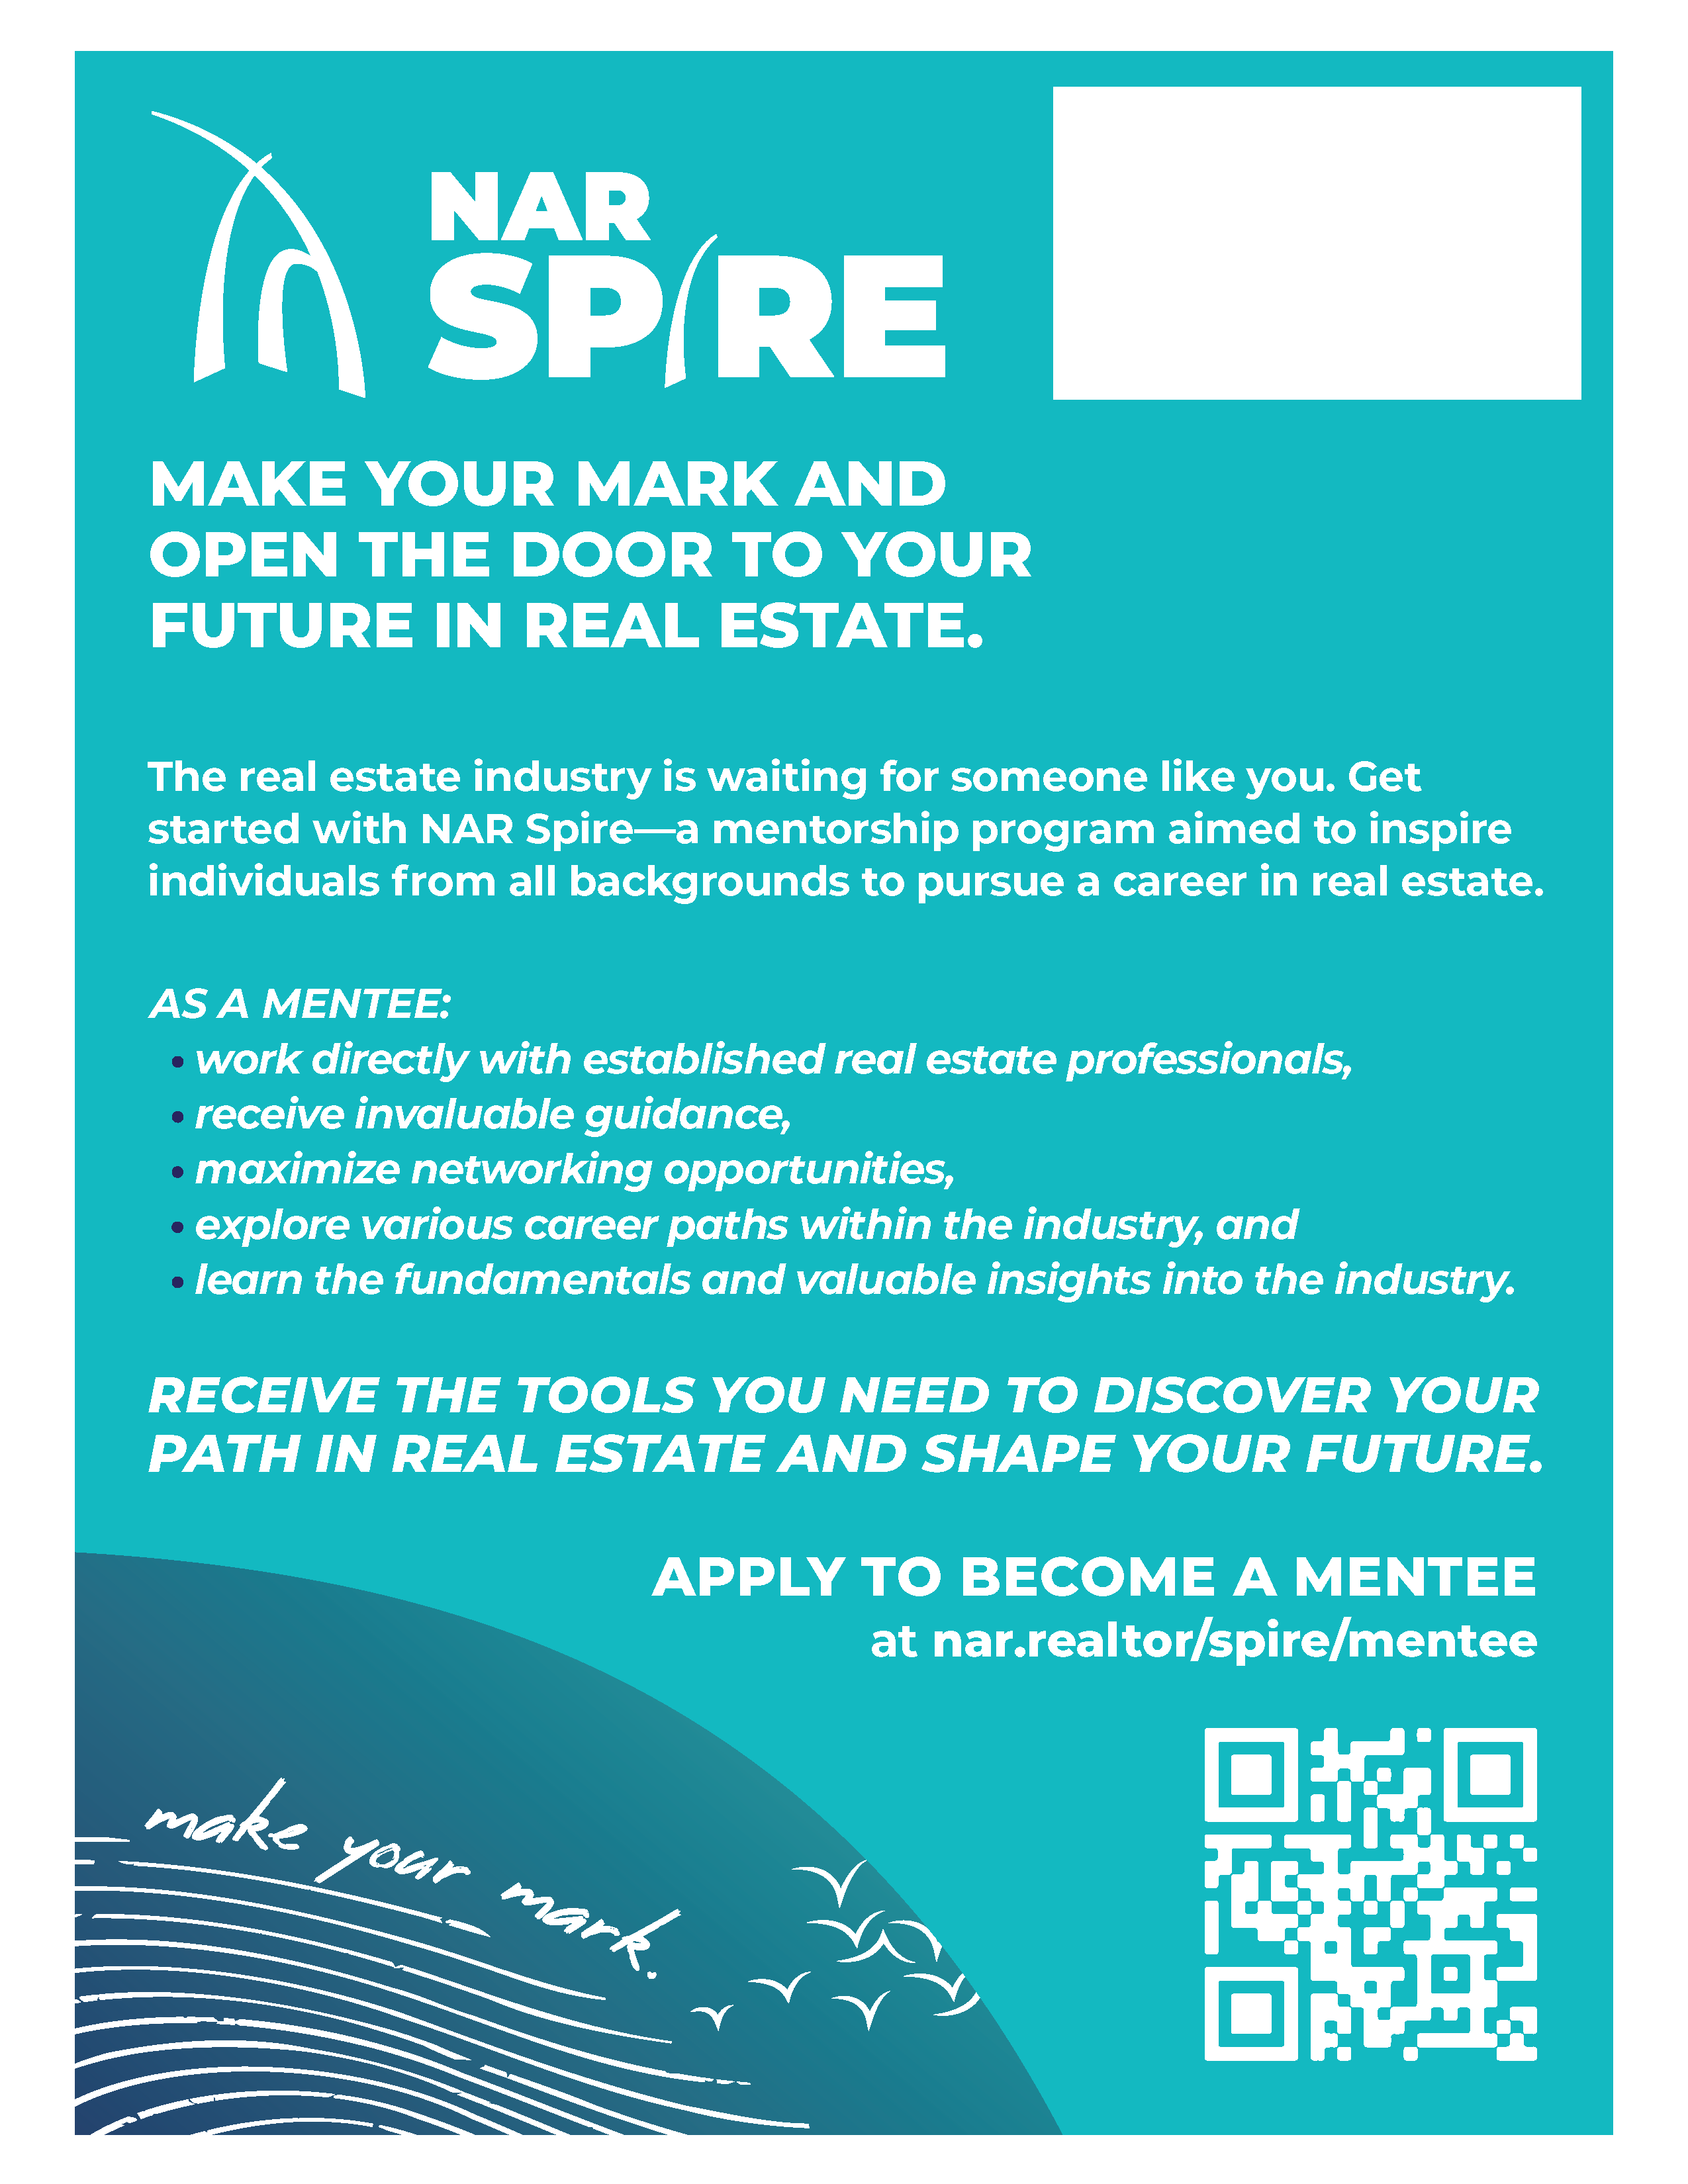 NAR
SPIRE
MAKE YOUR MARK AND
OPEN THE DOOR TO YOUR
FUTURE IN REAL ESTATE.
The real estate industry is waiting for someone like you. Get
started with NAR Spire—a mentorship program aimed to inspire
individuals from all backgrounds to pursue a career in real estate.
AS A MENTEE:
• work directly with established real estate professionals,
• receive invaluable guidance,
• maximize networking opportunities,
• explore various career paths within the industry, and
• learn the fundamentals and valuable insights into the industry.
RECEIVE THE TOOLS YOU NEED TO DISCOVER YOUR
PATH IN REAL ESTATE AND SHAPE YOUR FUTURE.
APPLY TO BECOME A MENTEE
at nar.realtor/spire/mentee
make your mark.